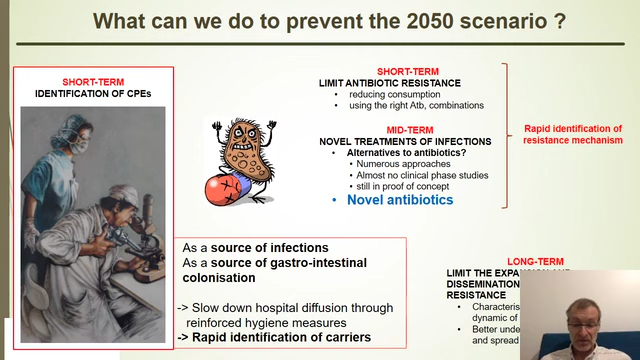 What can we do to prevent the 2050 scenario ?
SHORT-TERM
IDENTIFICATION OF CPEs
SHORT-TERM
LIMIT ANTIBIOTIC RESISTANCE
• reducing consumption
• using the right Atb, combinations
MID-TERM
NOVEL TREATMENTS OF INFECTIONS
• Alternatives to antibiotics?
• Numerous approaches
• Almost no clinical phase studies
• still in proof of concept
• Novel antibiotics
Rapid identification of
resistance mechanism
As a source of infections
As a source of gastro-intestinal
colonisation
-> Slow down hospital diffusion through
reinforced hygiene measures
-> Rapid identification of carriers
LONG-TERM
LIMIT THE
DISSEMINATION
RESISTANCE
•
dynamic of
• Better
and spread